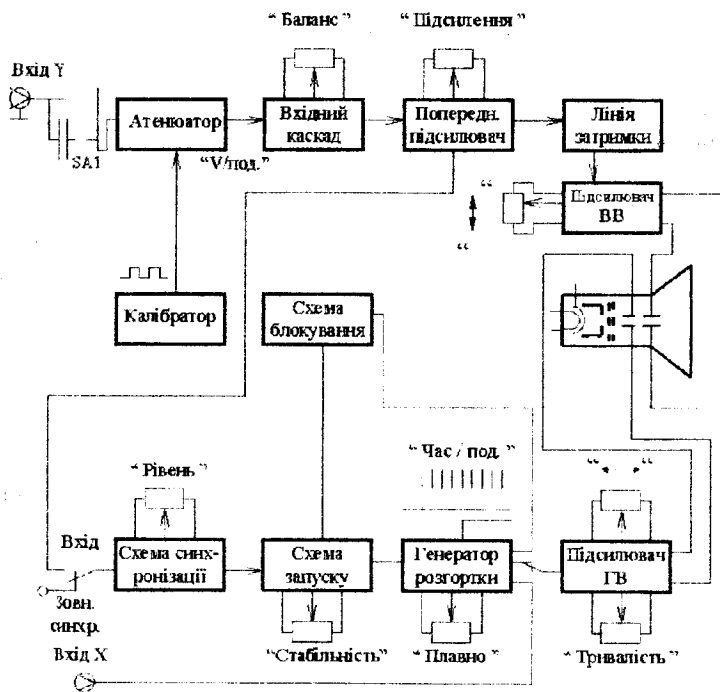 “ Баланс”
“ Підсилення”
Вхід Y
Атенюатор
Вхідний
каскад
Попередн.
підсилювач
Лінія
затримки
SA1
“V/под.”
“
Підсилювач
ВВ
“
Калібратор
Схема
блокування
“ Час / под. ”
“ Рівень”
“ “
Вхід
Схема синх-
ронізації
Схема
запуску
Генератор
розгортки
Підсилювач
ГВ
Зовн.
синхр.
Вхід X
“Стабільність”
“ Плавно ”
“ Тривалість”